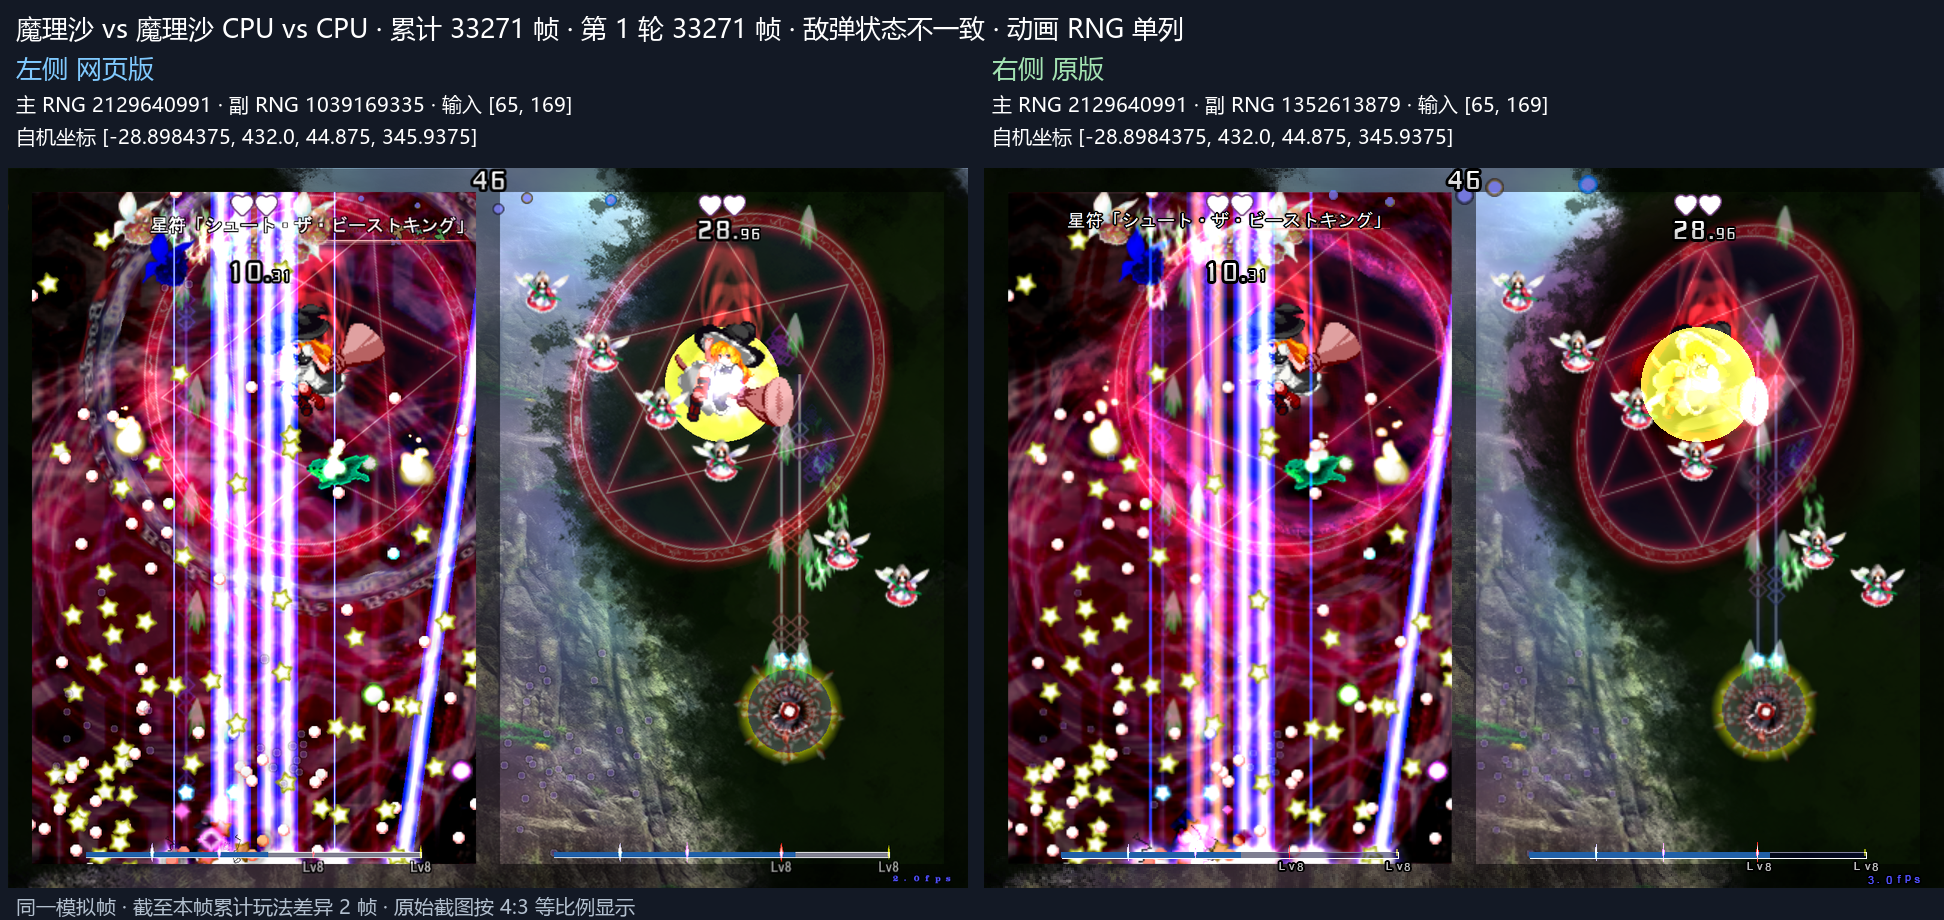 魔理沙 vs 魔理沙 CPU vs CPU · 累计 33271 帧 · 第 1 轮 33271 帧 · 敌弹状态不一致 · 动画 RNG 单列
左侧 网页版
主 RNG 2129640991 · 副 RNG 1039169335 · 输入 [65, 169]
自机坐标 [-28.8984375, 432.0, 44.875, 345.9375]
46
星符「シュート・ザ・ビーストキング」
28.96
10.31
Lv8
Lv8
Lv8
Lv8
2.0fps
右侧 原版
主 RNG 2129640991 · 副 RNG 1352613879 · 输入 [65, 169]
自机坐标 [-28.8984375, 432.0, 44.875, 345.9375]
46
星符「シュート・ザ・ビーストキング」
28.96
10.31
Lv8
Lv8
Lv8
Lv8
3.0fps
同一模拟帧 · 截至本帧累计玩法差异 2 帧 · 原始截图按 4:3 等比例显示